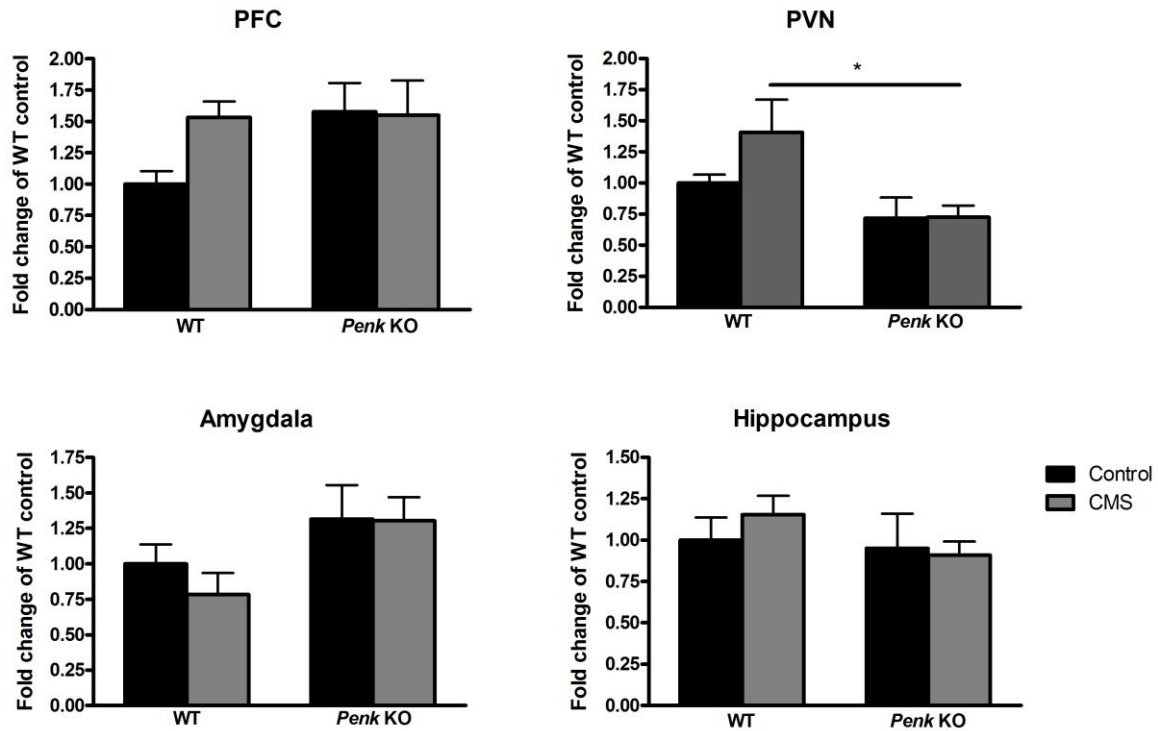 PFC
Fold change of WT control
2.00
1.75
1.50
1.25
1.00
0.75
0.50
0.25
0.00
WT
Penk KO
PVN
Fold change of WT control
2.00
1.75
1.50
1.25
1.00
0.75
0.50
0.25
0.00
*
WT
Penk KO
Amygdala
Fold change of WT control
1.75
1.50
1.25
1.00
0.75
0.50
0.25
0.00
WT
Penk KO
Hippocampus
Fold change of WT control
1.50
1.25
1.00
0.75
0.50
0.25
0.00
WT
Penk KO
Control
CMS